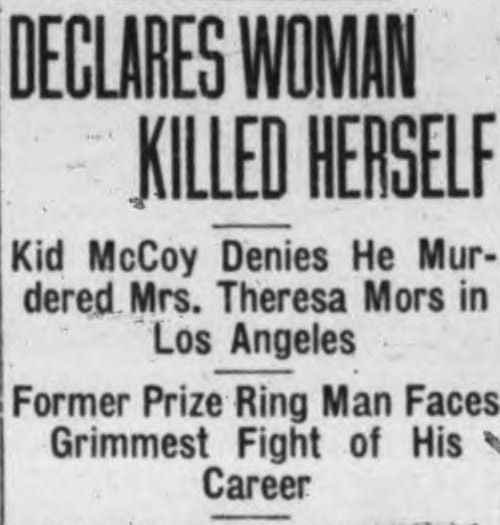 DECLARES WOMAN
KILLED HERSELF
Kid McCoy Denies He Mur-
dered Mrs. Theresa Mors in
Los Angeles
Former Prize Ring Man Faces
Grimmest Fight of His
Career